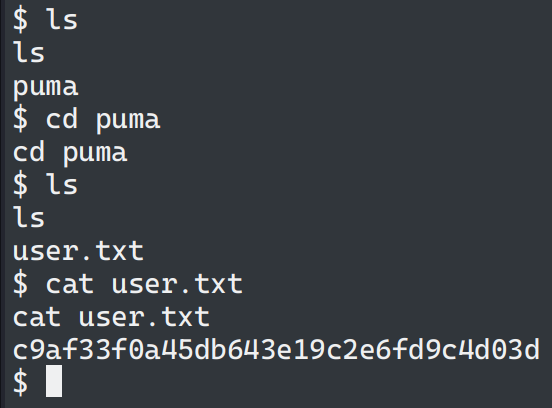 $ ls
ls
puma
$ cd puma
cd puma
$ ls
ls
user.txt
$ cat user.txt
cat user.txt
c9af33f0a45db643e19c2e6fd9c4d03d
$